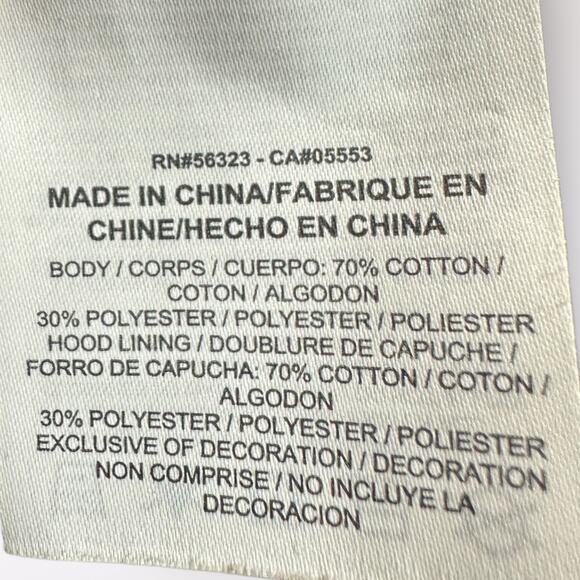 RN#56323 - CA#05553
MADE IN CHINA/FABRIQUE EN
CHINE/HECHO EN CHINA
BODY / CORPS / CUERPO: 70% COTTON /
COTON / ALGODON
30% POLYESTER / POLYESTER / POLIESTER
HOOD LINING / DOUBLURE DE CAPUCHE /
FORRO DE CAPUCHA: 70% COTTON / COTON /
ALGODON
30% POLYESTER / POLYESTER / POLIESTER
EXCLUSIVE OF DECORATION / DECORATION
NON COMPRISE / NO INCLUYE LA
DECORACION